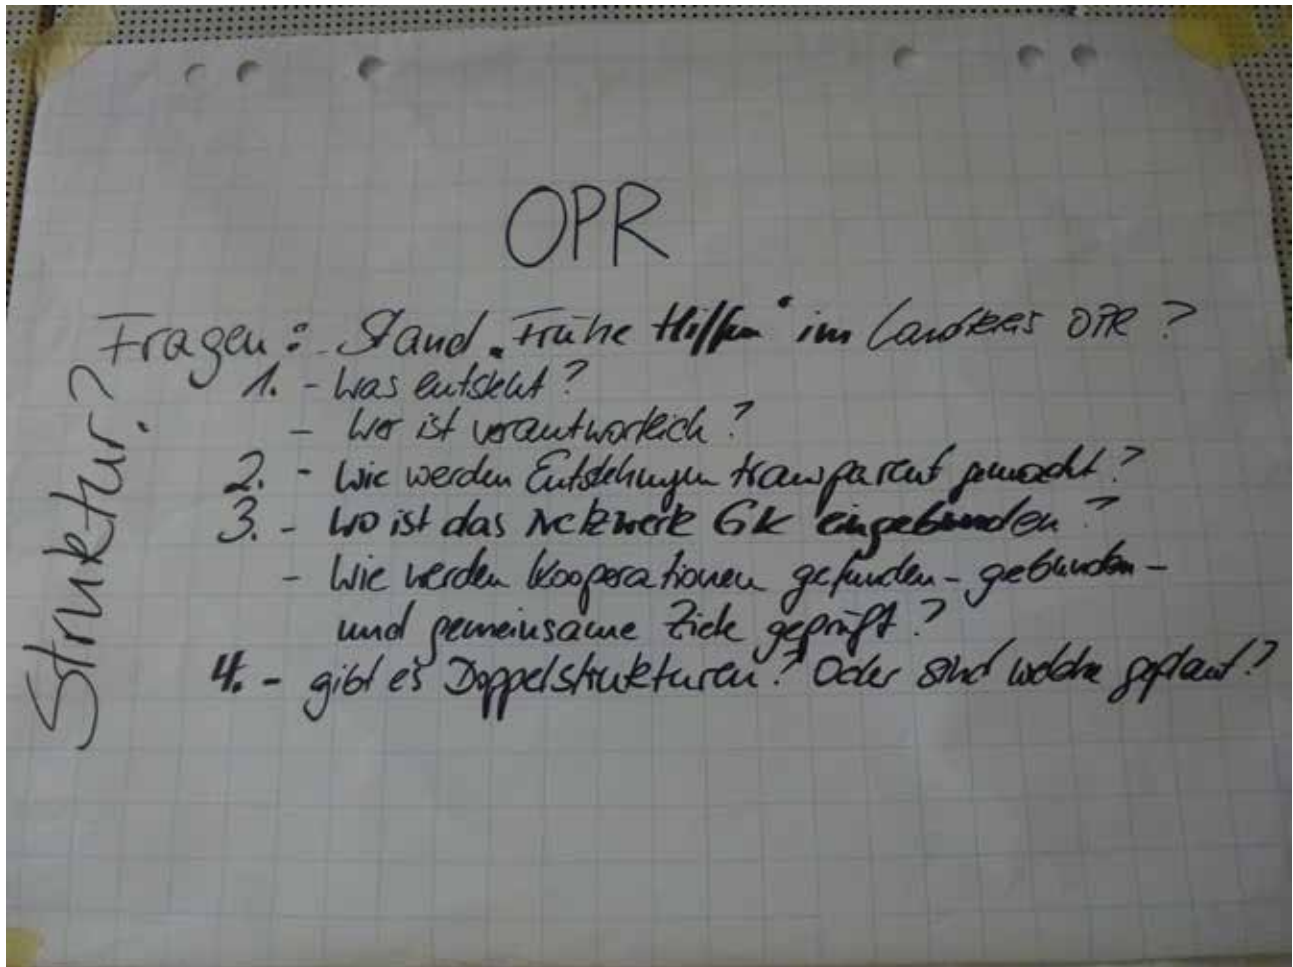 OPR
Fragen: - Stand „Frühe Hilfen" im Landkreis OPR?
Struktur?
1. - Was entsteht?
- Wer ist verantwortlich?
2. - Wie werden Entstehungen transparent gemacht?
3. - Wo ist das Netzwerk GK eingebunden?
- Wie werden Kooperationen gefunden - gebunden -
und gemeinsame Ziele geprüft?
4. - gibt es Doppelstrukturen? Oder sind welche geplant?